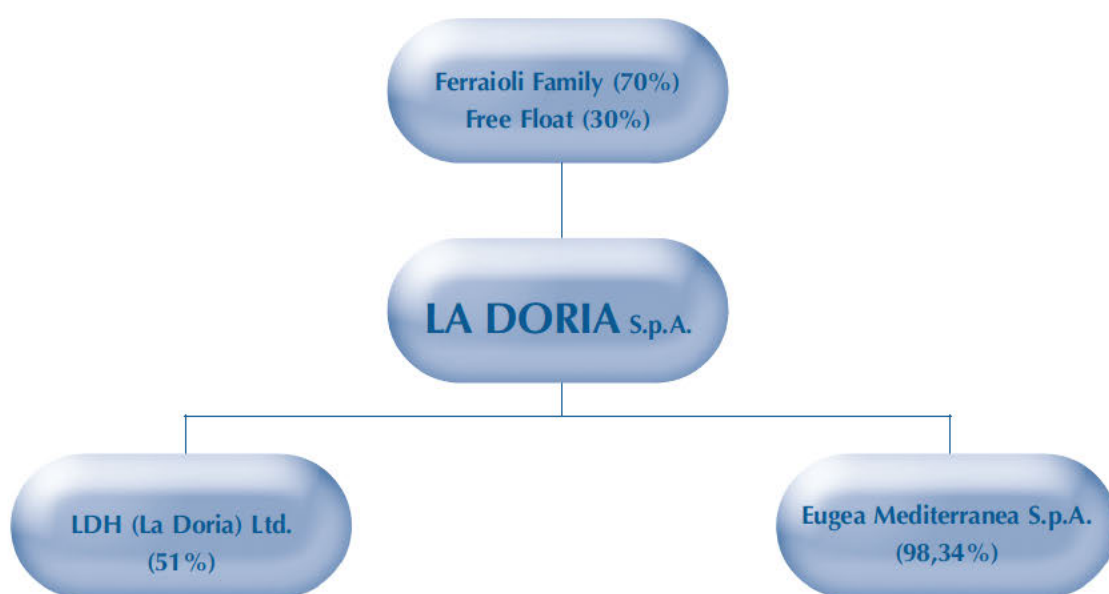 Ferraioli Family (70%)
Free Float (30%)
LA DORIA S.p.A.
LDH (La Doria) Ltd.
(51%)
Eugea Mediterranea S.p.A.
(98,34%)